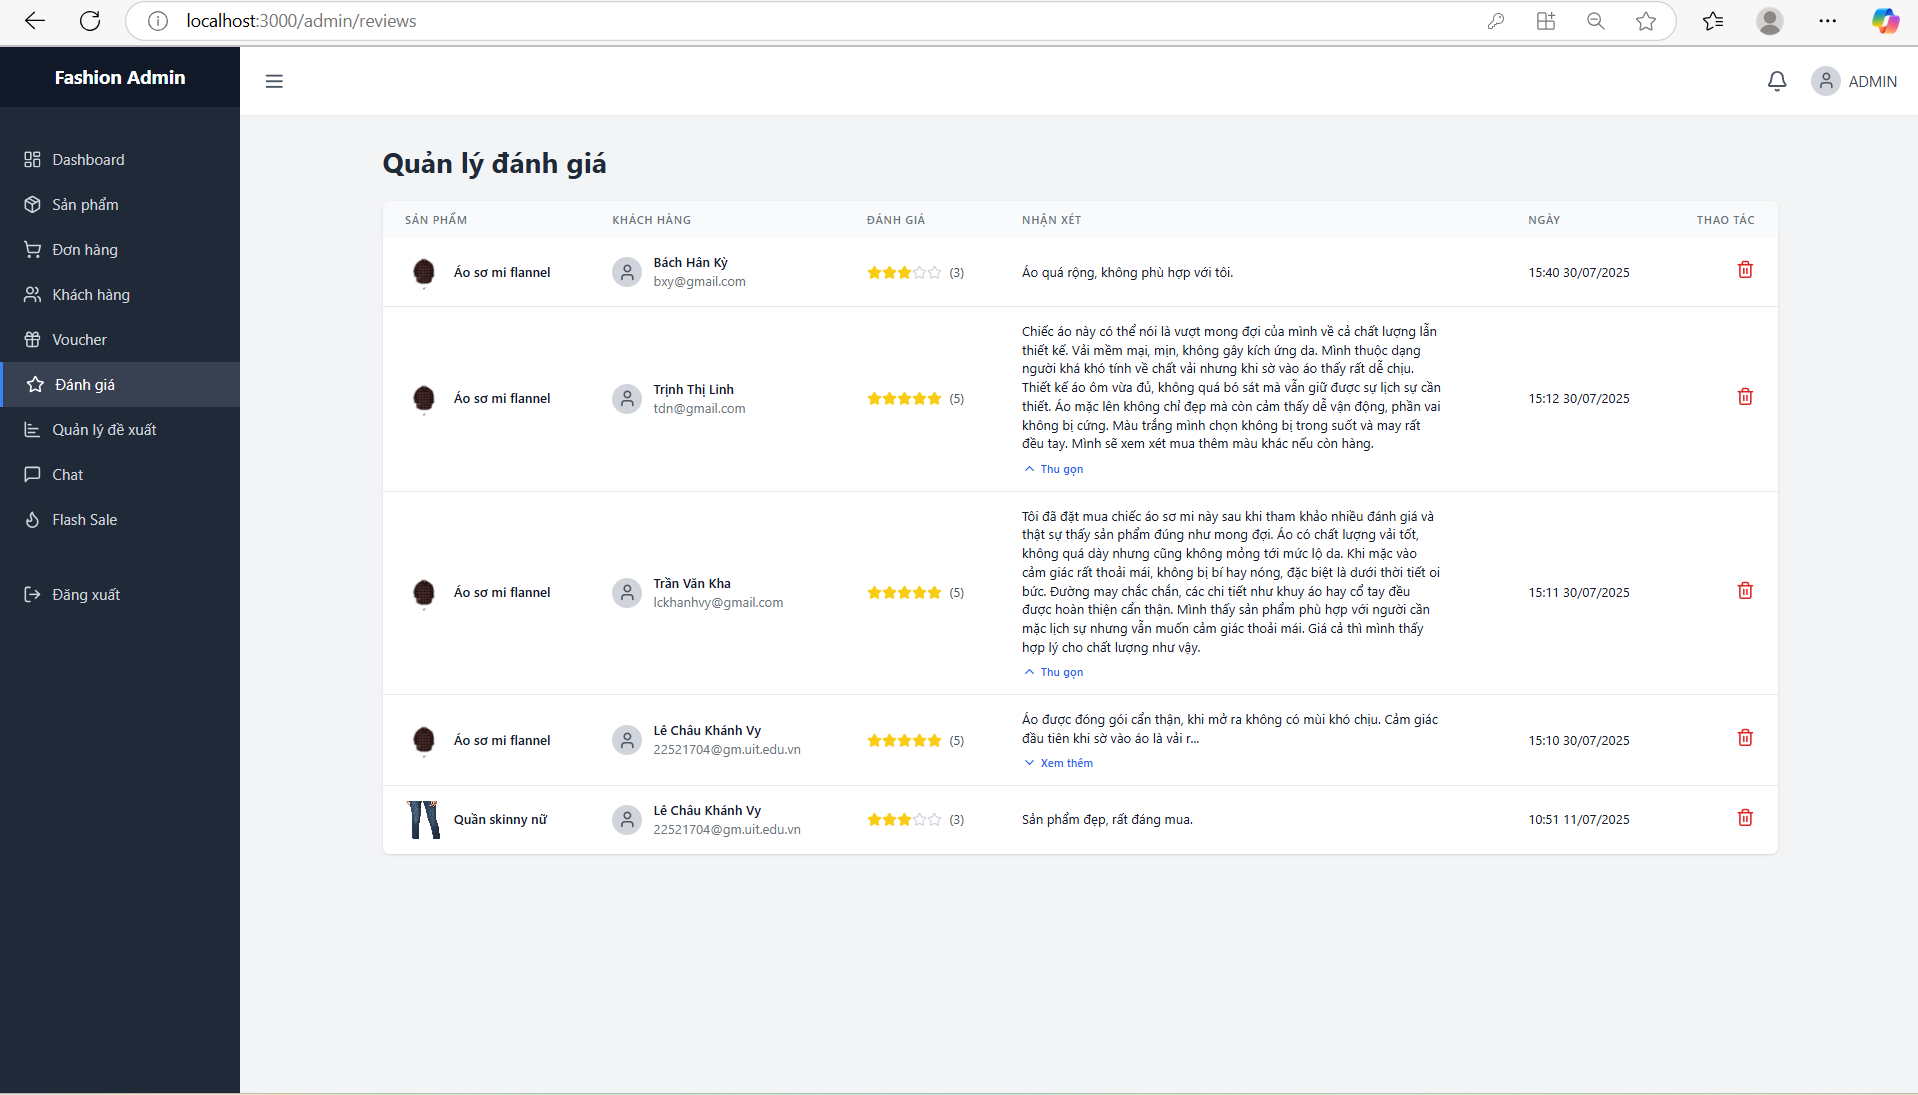 localhost:3000/admin/reviews
Fashion Admin
ADMIN
Dashboard
Sản phẩm
Đơn hàng
Khách hàng
Voucher
Đánh giá
Quản lý đề xuất
Chat
Flash Sale
Đăng xuất
Quản lý đánh giá
SẢN PHẨM KHÁCH HÀNG ĐÁNH GIÁ NHẬN XÉT NGÀY THAO TÁC
Áo sơ mi flannel
Bách Hân Kỳ
bxy@gmail.com
(3)
Áo quá rộng, không phù hợp với tôi.
15:40 30/07/2025
Áo sơ mi flannel
Trịnh Thị Linh
tdn@gmail.com
(5)
Chiếc áo này có thể nói là vượt mong đợi của mình về cả chất lượng lẫn
thiết kế. Vải mềm mại, mịn, không gây kích ứng da. Mình thuộc dạng
người khá khó tính về chất vải nhưng khi sờ vào áo thấy rất dễ chịu.
Thiết kế áo ôm vừa đủ, không quá bó sát mà vẫn giữ được sự lịch sự cần
thiết. Áo mặc lên không chỉ đẹp mà còn cảm thấy dễ vận động, phần vai
không bị cứng. Màu trắng mình chọn không bị trong suốt và may rất
đều tay. Mình sẽ xem xét mua thêm màu khác nếu còn hàng.
Thu gọn
15:12 30/07/2025
Áo sơ mi flannel
Trần Văn Kha
lckhanhvy@gmail.com
(5)
Tôi đã đặt mua chiếc áo sơ mi này sau khi tham khảo nhiều đánh giá và
thật sự thấy sản phẩm đúng như mong đợi. Áo có chất lượng vải tốt,
không quá dày nhưng cũng không mỏng tới mức lộ da. Khi mặc vào
cảm giác rất thoải mái, không bị bí hay nóng, đặc biệt là dưới thời tiết oi
bức. Đường may chắc chắn, các chi tiết như khuy áo hay cổ tay đều
được hoàn thiện cẩn thận. Mình thấy sản phẩm phù hợp với người cần
mặc lịch sự nhưng vẫn muốn cảm giác thoải mái. Giá cả thì mình thấy
hợp lý cho chất lượng như vậy.
Thu gọn
15:11 30/07/2025
Áo sơ mi flannel
Lê Châu Khánh Vy
22521704@gm.uit.edu.vn
(5)
Áo được đóng gói cẩn thận, khi mở ra không có mùi khó chịu. Cảm giác
đầu tiên khi sờ vào áo là vải r...
Xem thêm
15:10 30/07/2025
Quần skinny nữ
Lê Châu Khánh Vy
22521704@gm.uit.edu.vn
(3)
Sản phẩm đẹp, rất đáng mua.
10:51 11/07/2025